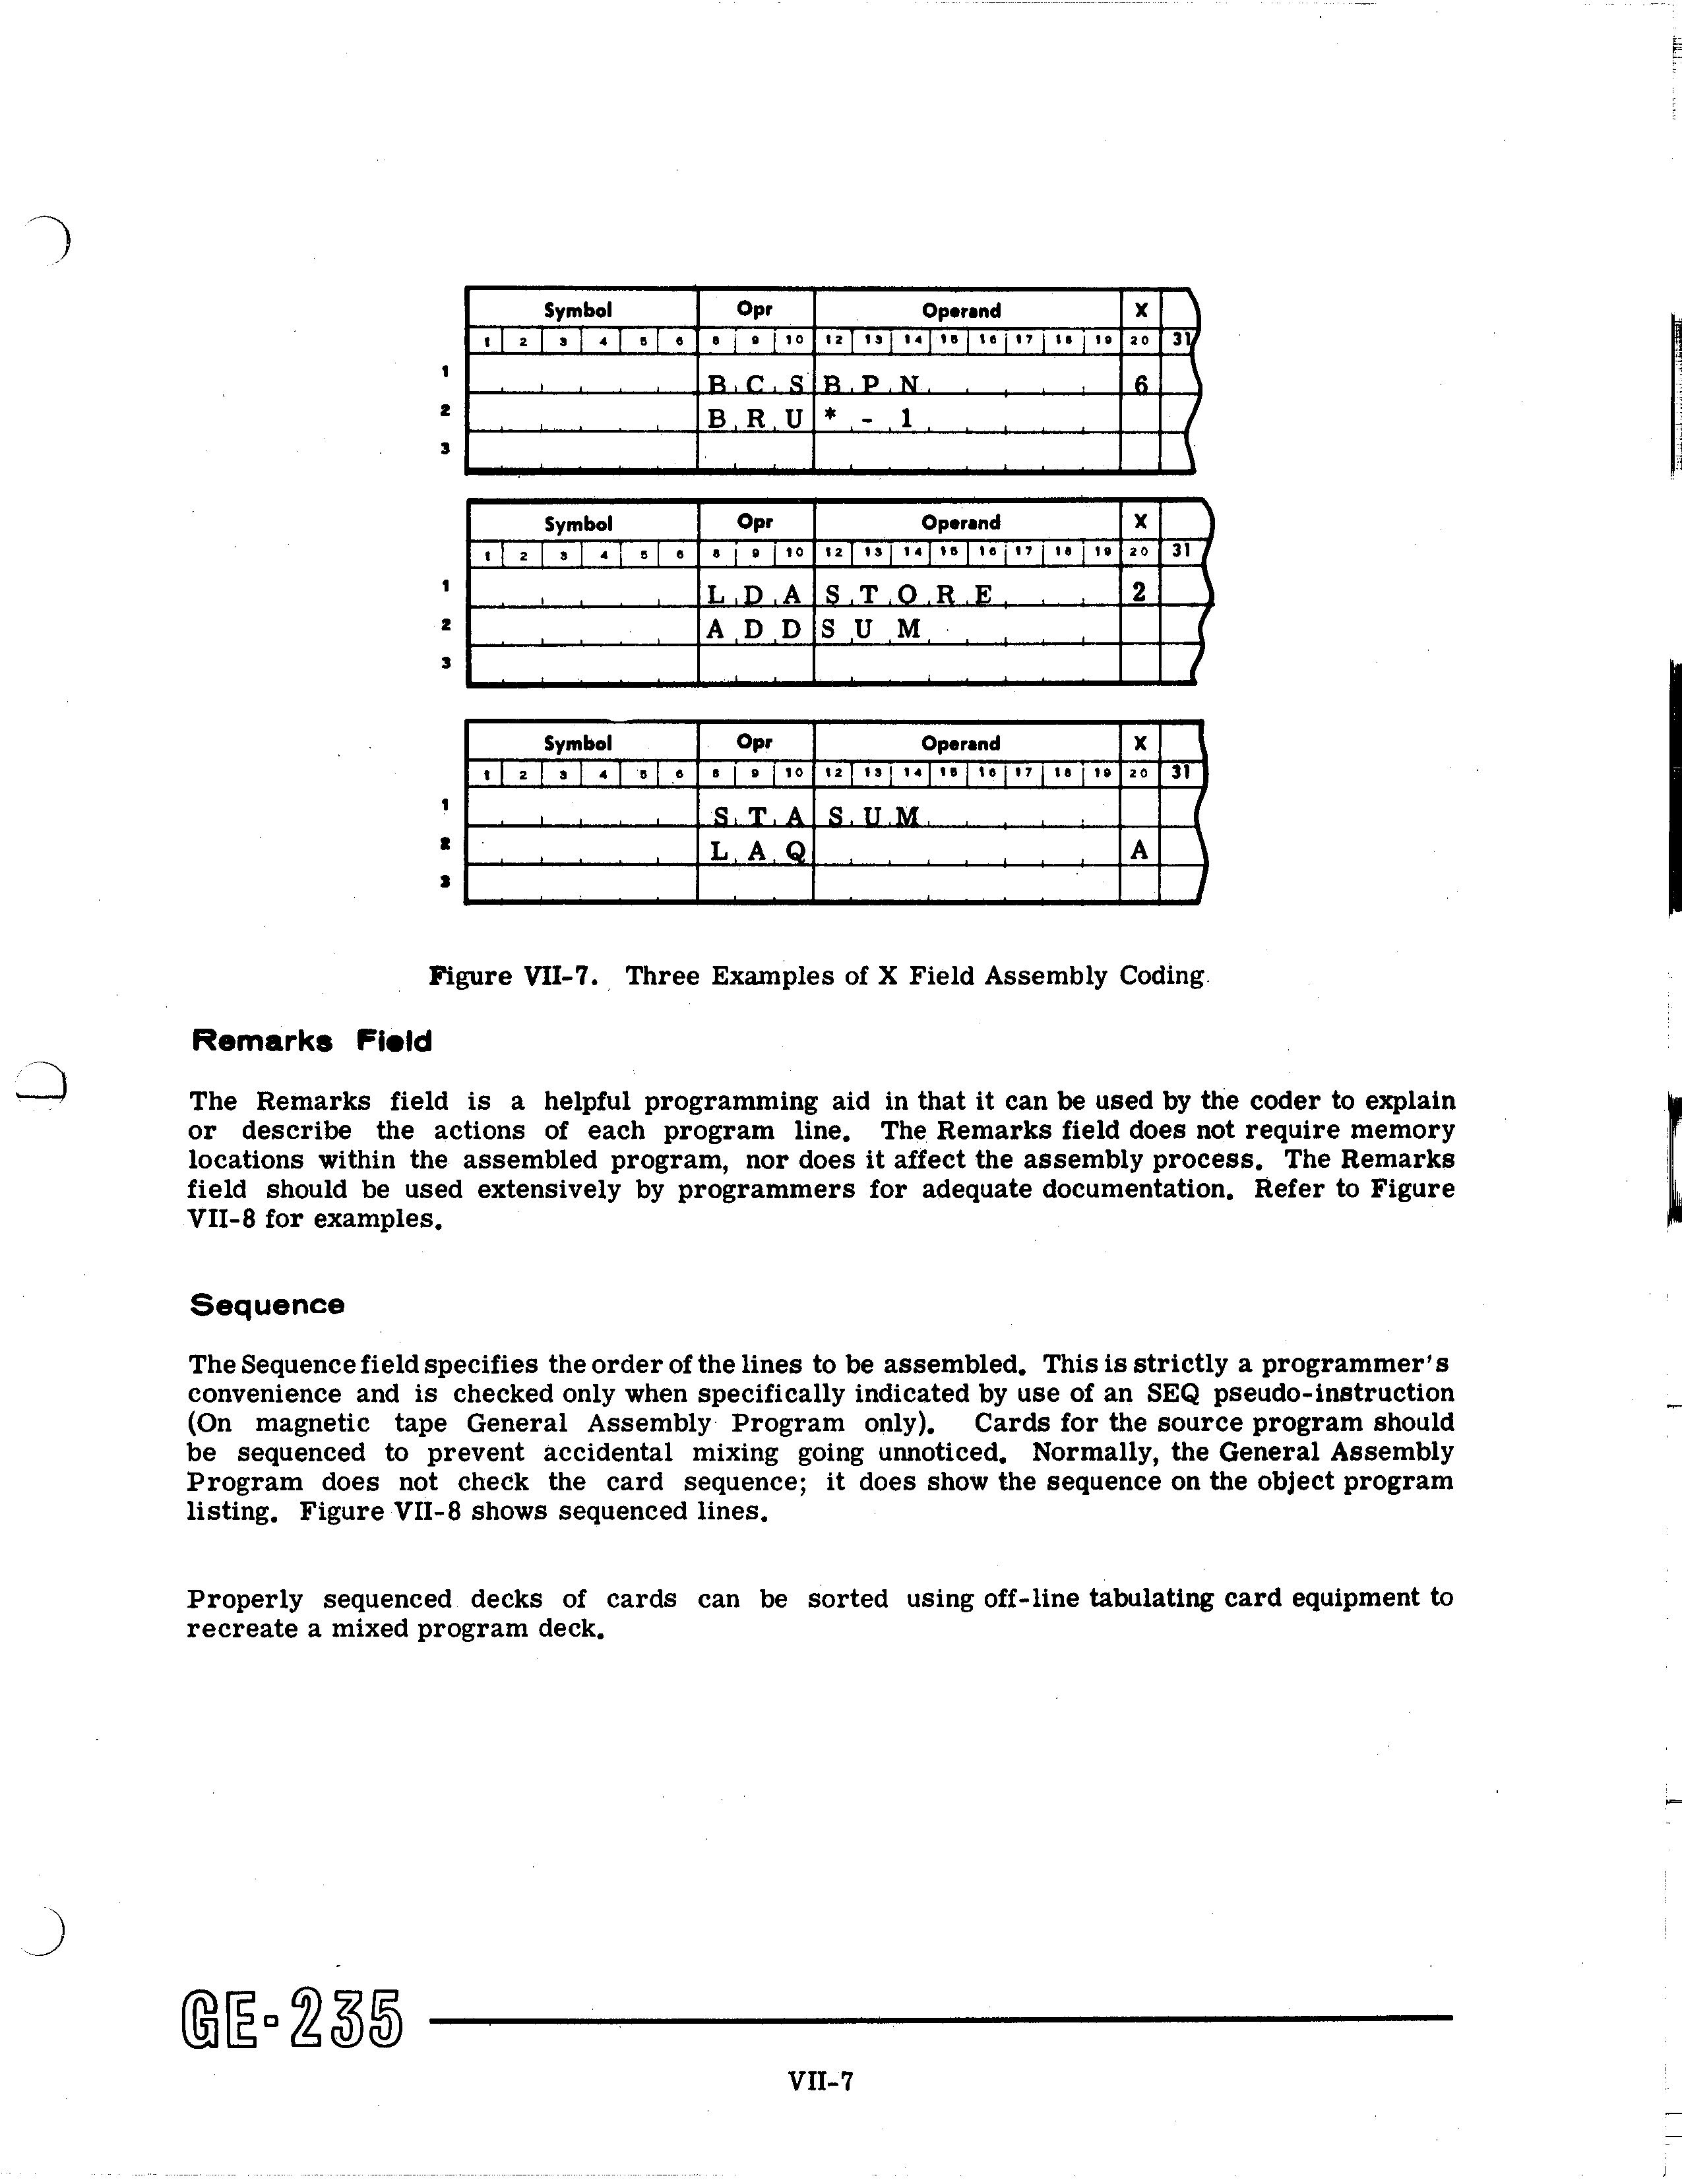 Symbol Opr Operand X
1 2 3 4 5 6 8 9 10 12 13 14 15 16 17 18 19 20 31
1 B C S B P N 6
2 B R U * - 1
3
Symbol Opr Operand X
1 2 3 4 5 6 8 9 10 12 13 14 15 16 17 18 19 20 31
1 L D A S T O R E 2
2 A D D S U M
3
Symbol Opr Operand X
1 2 3 4 5 6 8 9 10 12 13 14 15 16 17 18 19 20 31
1 S T A S U M
2 L A Q A
3
Figure VII-7. Three Examples of X Field Assembly Coding
Remarks Field
The Remarks field is a helpful programming aid in that it can be used by the coder to explain
or describe the actions of each program line. The Remarks field does not require memory
locations within the assembled program, nor does it affect the assembly process. The Remarks
field should be used extensively by programmers for adequate documentation. Refer to Figure
VII-8 for examples.
Sequence
The Sequence field specifies the order of the lines to be assembled. This is strictly a programmer's
convenience and is checked only when specifically indicated by use of an SEQ pseudo-instruction
(On magnetic tape General Assembly Program only). Cards for the source program should
be sequenced to prevent accidental mixing going unnoticed. Normally, the General Assembly
Program does not check the card sequence; it does show the sequence on the object program
listing. Figure VII-8 shows sequenced lines.
Properly sequenced decks of cards can be sorted using off-line tabulating card equipment to
recreate a mixed program deck.
GE-235
VII-7